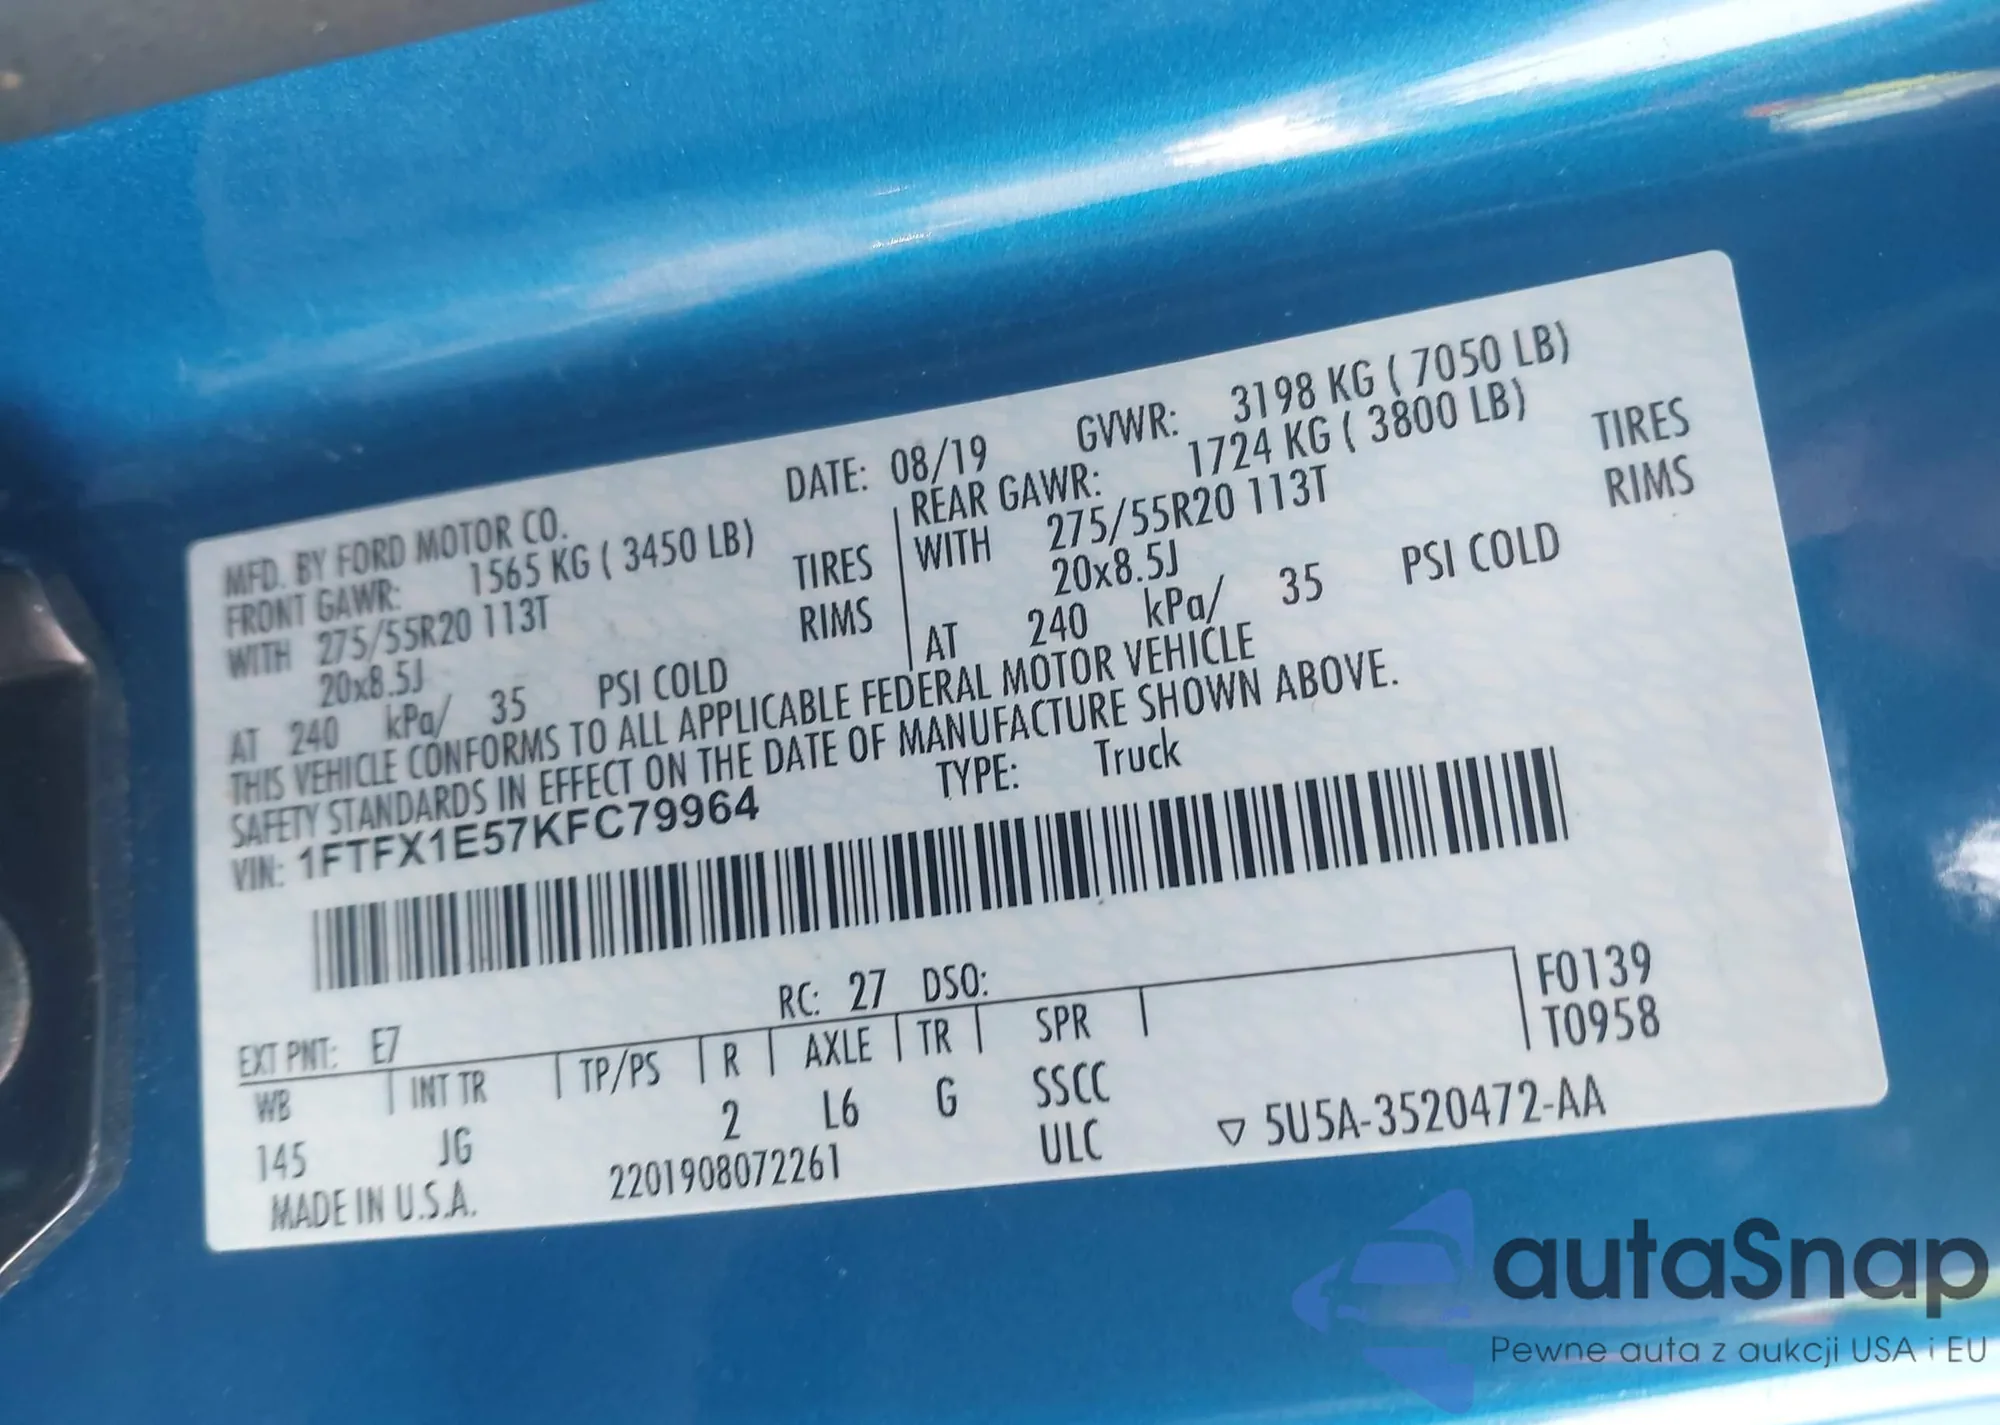 MFD. BY FORD MOTOR CO. DATE: 08/19 GVWR: 3198 KG ( 7050 LB)
FRONT GAWR: 1565 KG ( 3450 LB) REAR GAWR: 1724 KG ( 3800 LB)
WITH 275/55R20 113T TIRES WITH 275/55R20 113T TIRES
20x8.5J RIMS 20x8.5J RIMS
AT 240 kPa/ 35 PSI COLD AT 240 kPa/ 35 PSI COLD
THIS VEHICLE CONFORMS TO ALL APPLICABLE FEDERAL MOTOR VEHICLE
SAFETY STANDARDS IN EFFECT ON THE DATE OF MANUFACTURE SHOWN ABOVE.
VIN: 1FTFX1E57KFC79964 TYPE: Truck
EXT PNT: E7 RC: 27 DSO: F0139
WB INT TR TP/PS R AXLE TR SPR T0958
145 JG 2 L6 G SSCC
MADE IN U.S.A. 2201908072261 ULC ▽ 5U5A-3520472-AA
autaSnap
Pewne auta z aukcji USA i EU